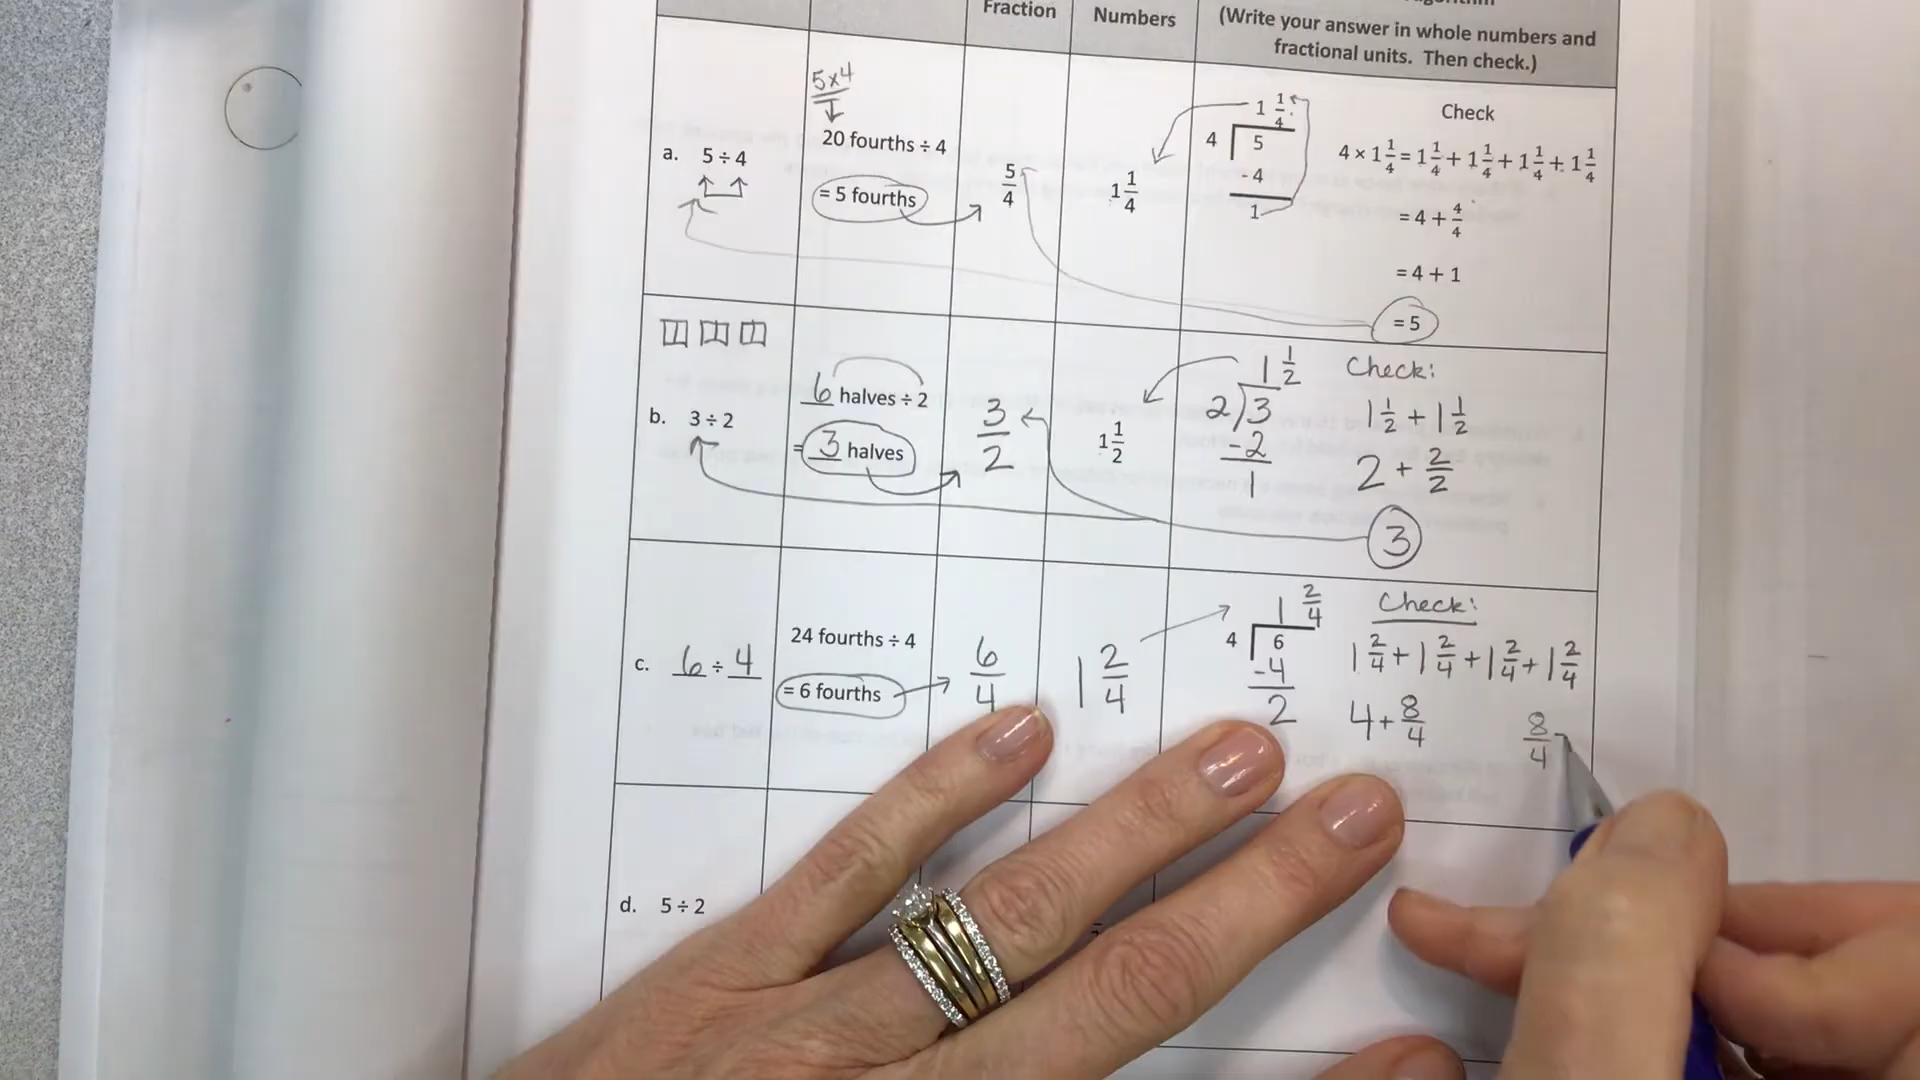 Fraction
Numbers
(Write your answer in whole numbers and
fractional units. Then check.)
a. 5 ÷ 4
5x4
20 fourths ÷ 4
= 5 fourths
5/4
1 1/4
1 1/4
4 5
-4
1
Check
4 × 1 1/4 = 1 1/4 + 1 1/4 + 1 1/4 + 1 1/4
= 4 + 4/4
= 4 + 1
= 5
b. 3 ÷ 2
6 halves ÷ 2
= 3 halves
3/2
1 1/2
1 1/2
2)3
-2
1
Check:
1 1/2 + 1 1/2
2 + 2/2
3
c. 6 ÷ 4
24 fourths ÷ 4
= 6 fourths
6/4
1 2/4
1 2/4
4 6
-4
2
Check:
1 2/4 + 1 2/4 + 1 2/4 + 1 2/4
4 + 8/4
8/4
d. 5 ÷ 2